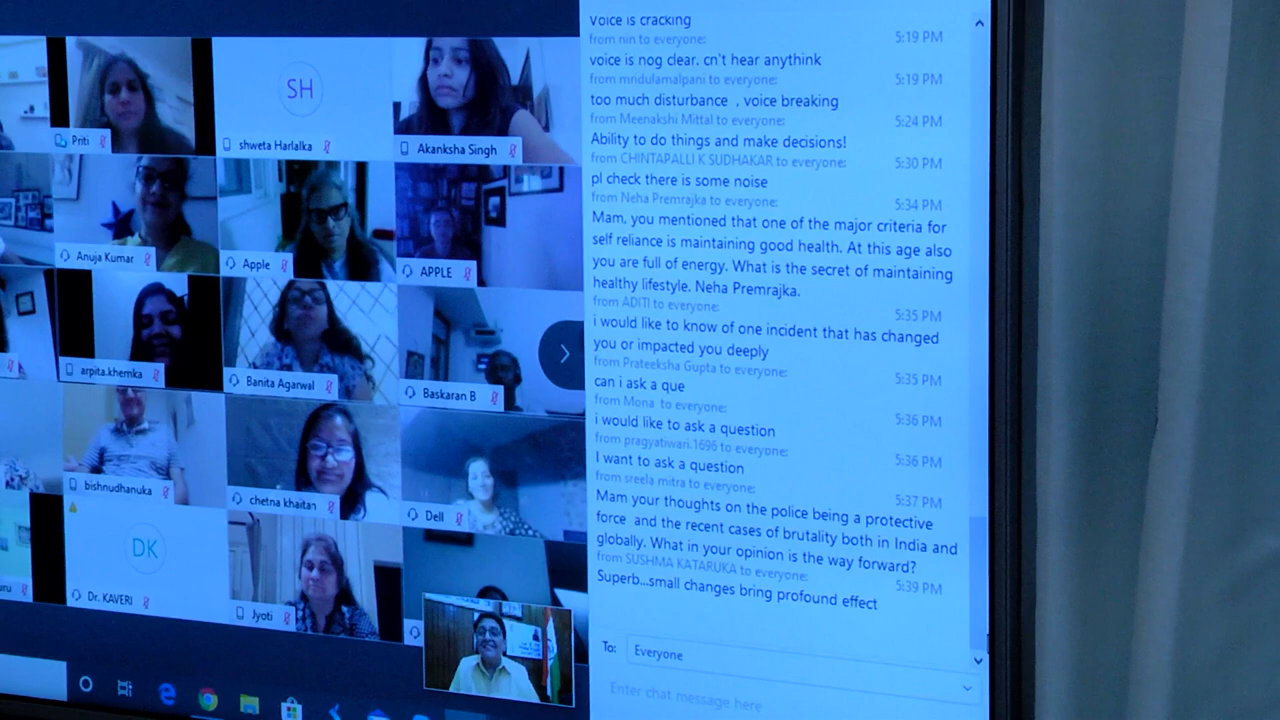 Priti
SH
shweta Harlalka
Akanksha Singh
Anuja Kumar
Apple
APPLE
arpita.khemka
Banita Agarwal
Baskaran B
bishnudhanuka
chetna khaitan
Dell
DK
Dr. KAVERI
Jyoti
voice is cracking
from nin to everyone: 5:19 PM
voice is nog clear. cn't hear anythink
from mridulamalpani to everyone: 5:19 PM
too much disturbance , voice breaking
from Meenakshi Mittal to everyone: 5:24 PM
Ability to do things and make decisions!
from CHINTAPALLI K SUDHAKAR to everyone: 5:30 PM
pl check there is some noise
from Neha Premrajka to everyone: 5:34 PM
Mam, you mentioned that one of the major criteria for
self reliance is maintaining good health. At this age also
you are full of energy. What is the secret of maintaining
healthy lifestyle. Neha Premrajka.
from ADITI to everyone: 5:35 PM
i would like to know of one incident that has changed
you or impacted you deeply
from Prateeksha Gupta to everyone: 5:35 PM
can i ask a que
from Mona to everyone: 5:36 PM
i would like to ask a question
from pragyatiwari.1696 to everyone: 5:36 PM
I want to ask a question
from sreela mitra to everyone: 5:37 PM
Mam your thoughts on the police being a protective
force and the recent cases of brutality both in India and
globally. What in your opinion is the way forward?
from SUSHMA KATARUKA to everyone: 5:39 PM
Superb...small changes bring profound effect
To: Everyone
Enter chat message here